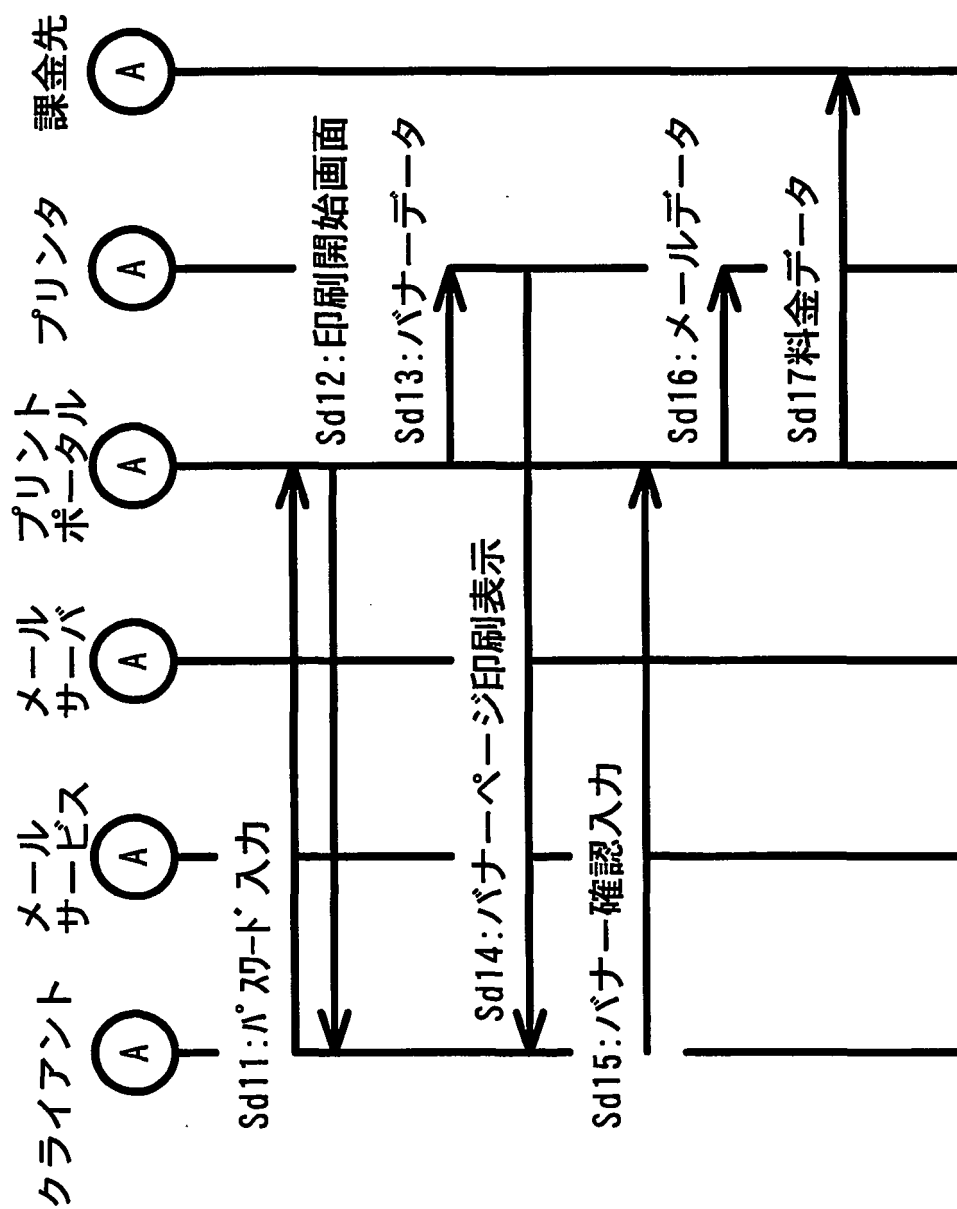 クライアント
メール
サービス
メール
サーバ
プリント
ポータル
プリンタ
課金先
A
A
A
A
A
A
Sd11:パスワード入力
Sd12:印刷開始画面
Sd13:バナーデータ
Sd14:バナーページ印刷表示
Sd15:バナー確認入力
Sd16:メールデータ
Sd17料金データ